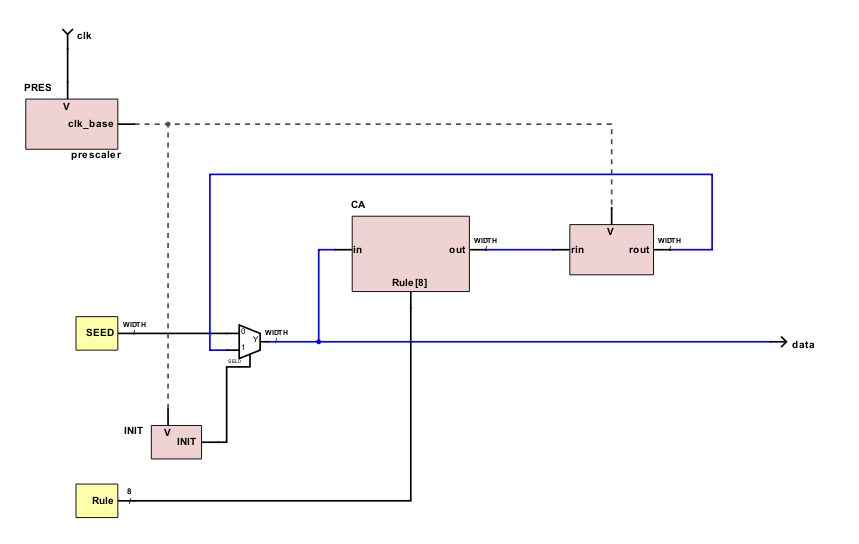 clk
PRES
V
clk_base
prescaler
CA
WIDTH
WIDTH
V
in
out
rin
rout
Rule[8]
WIDTH
SEED
0
WIDTH
Y
1
SEL0
data
INIT
V
INIT
8
Rule